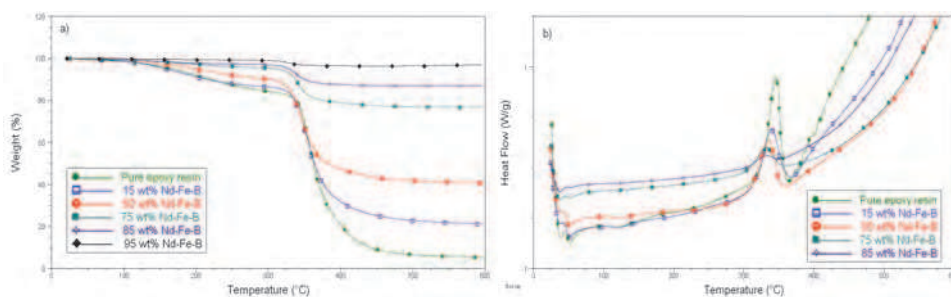 a)
120
100
80
60
40
20
0
Weight (%)
Pure epoxy resin
15 wt% Nd-Fe-B
50 wt% Nd-Fe-B
75 wt% Nd-Fe-B
85 wt% Nd-Fe-B
95 wt% Nd-Fe-B
0 100 200 300 400 500 600
Temperature (°C)
b)
Heat Flow (W/g)
Pure epoxy resin
15 wt% Nd-Fe-B
50 wt% Nd-Fe-B
75 wt% Nd-Fe-B
85 wt% Nd-Fe-B
0 100 200 300 400 500
Temperature (°C)